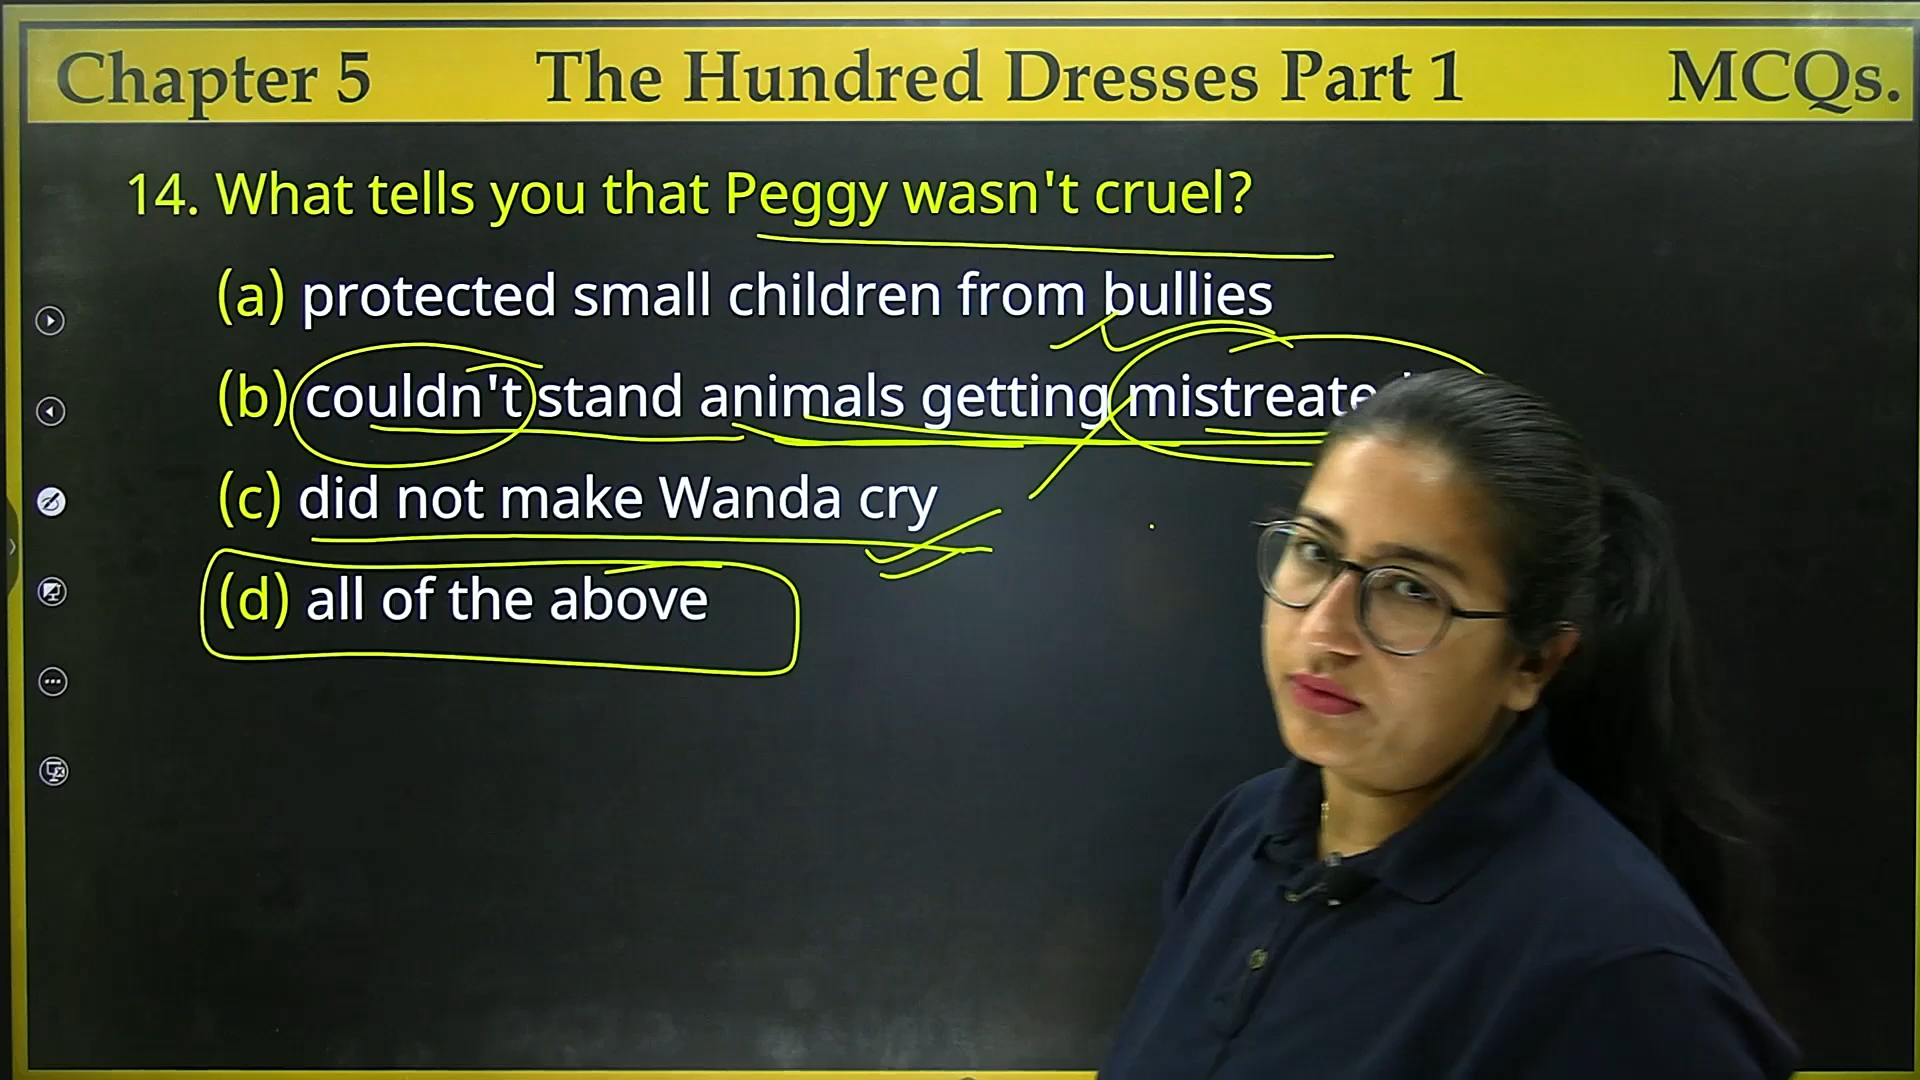 Chapter 5 The Hundred Dresses Part 1 MCQs.
14. What tells you that Peggy wasn't cruel?
(a) protected small children from bullies
(b) couldn't stand animals getting mistreate
(c) did not make Wanda cry
(d) all of the above